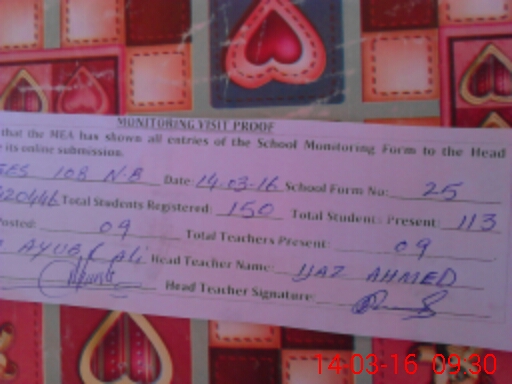 MONITORING VISIT PROOF
that the MEA has shown all entries of the School Monitoring Form to the Head
its online submission.
108 N.B Date: 14.03-16 School Form No: 25
Total Students Registered: 150 Total Students Present: 113
Posted: 09 Total Teachers Present: 09
AYUB Ali Head Teacher Name: IJAZ AHMED
Head Teacher Signature:
14-03-16 09:30